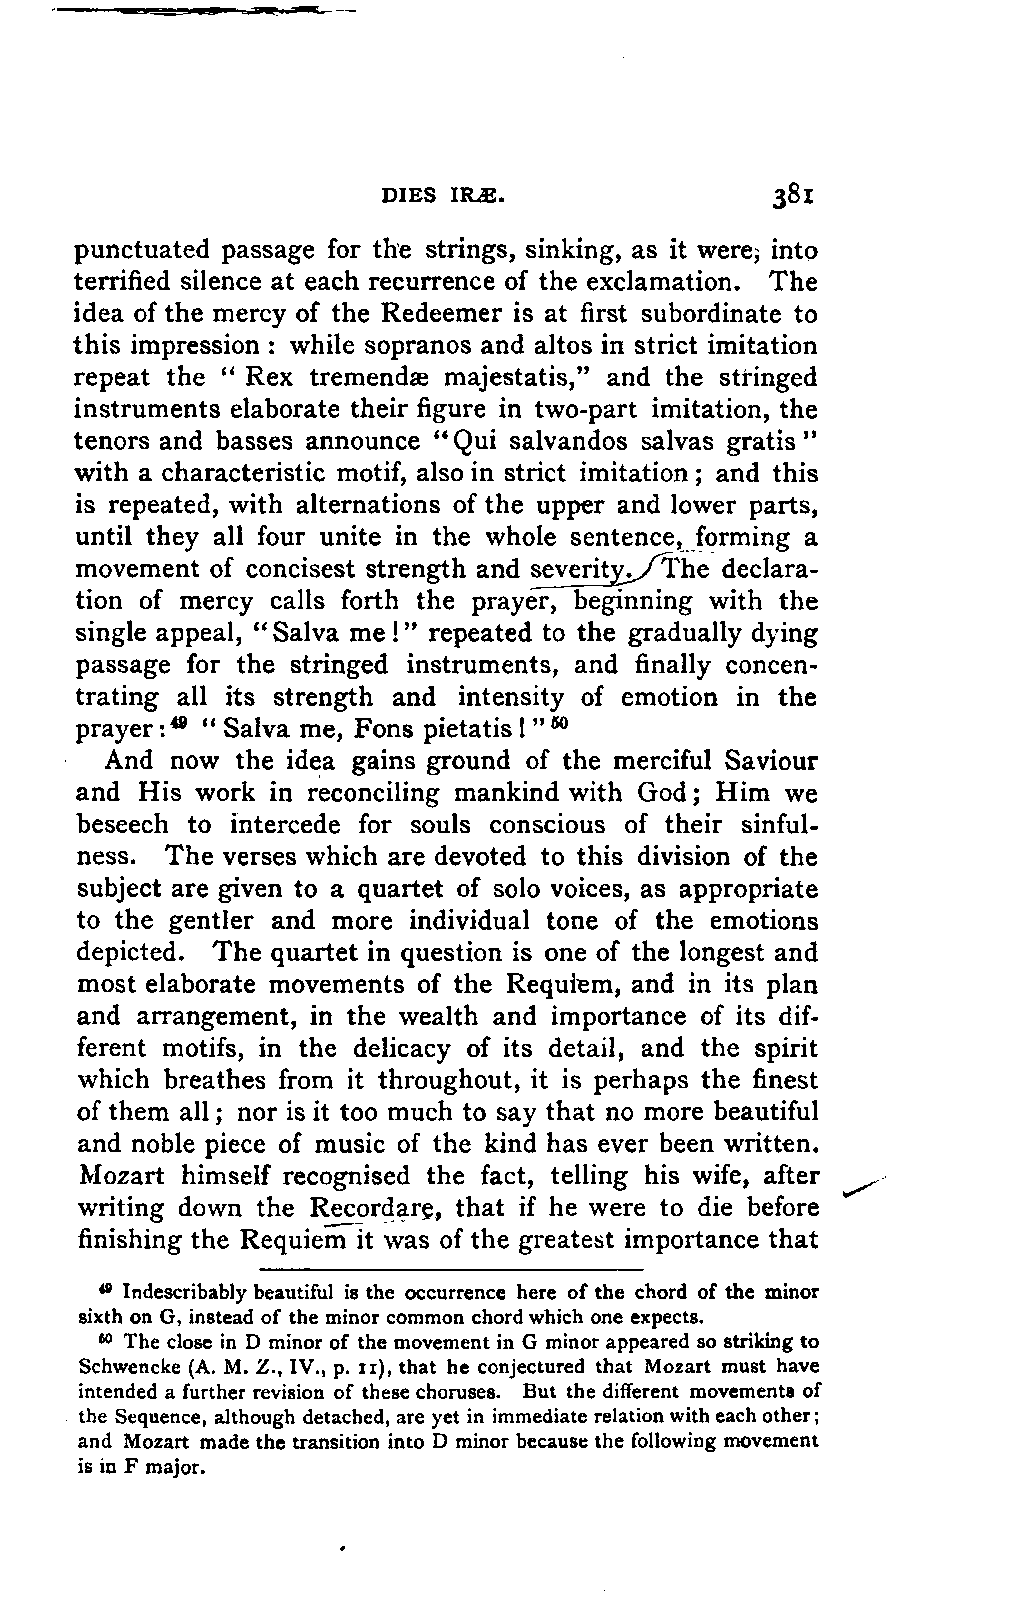 DIES IRÆ. 381
punctuated passage for the strings, sinking, as it were, into
terrified silence at each recurrence of the exclamation. The
idea of the mercy of the Redeemer is at first subordinate to
this impression : while sopranos and altos in strict imitation
repeat the “ Rex tremendæ majestatis,” and the stringed
instruments elaborate their figure in two-part imitation, the
tenors and basses announce “Qui salvandos salvas gratis”
with a characteristic motif, also in strict imitation ; and this
is repeated, with alternations of the upper and lower parts,
until they all four unite in the whole sentence, forming a
movement of concisest strength and severity. The declara-
tion of mercy calls forth the prayer, beginning with the
single appeal, “Salva me!” repeated to the gradually dying
passage for the stringed instruments, and finally concen-
trating all its strength and intensity of emotion in the
prayer :⁴⁹ “ Salva me, Fons pietatis ! ” ⁵⁰
And now the idea gains ground of the merciful Saviour
and His work in reconciling mankind with God; Him we
beseech to intercede for souls conscious of their sinful-
ness. The verses which are devoted to this division of the
subject are given to a quartet of solo voices, as appropriate
to the gentler and more individual tone of the emotions
depicted. The quartet in question is one of the longest and
most elaborate movements of the Requiem, and in its plan
and arrangement, in the wealth and importance of its dif-
ferent motifs, in the delicacy of its detail, and the spirit
which breathes from it throughout, it is perhaps the finest
of them all; nor is it too much to say that no more beautiful
and noble piece of music of the kind has ever been written.
Mozart himself recognised the fact, telling his wife, after
writing down the Recordare, that if he were to die before
finishing the Requiem it was of the greatest importance that
⁴⁹ Indescribably beautiful is the occurrence here of the chord of the minor
sixth on G, instead of the minor common chord which one expects.
⁵⁰ The close in D minor of the movement in G minor appeared so striking to
Schwencke (A. M. Z., IV., p. 11), that he conjectured that Mozart must have
intended a further revision of these choruses. But the different movements of
the Sequence, although detached, are yet in immediate relation with each other;
and Mozart made the transition into D minor because the following movement
is in F major.